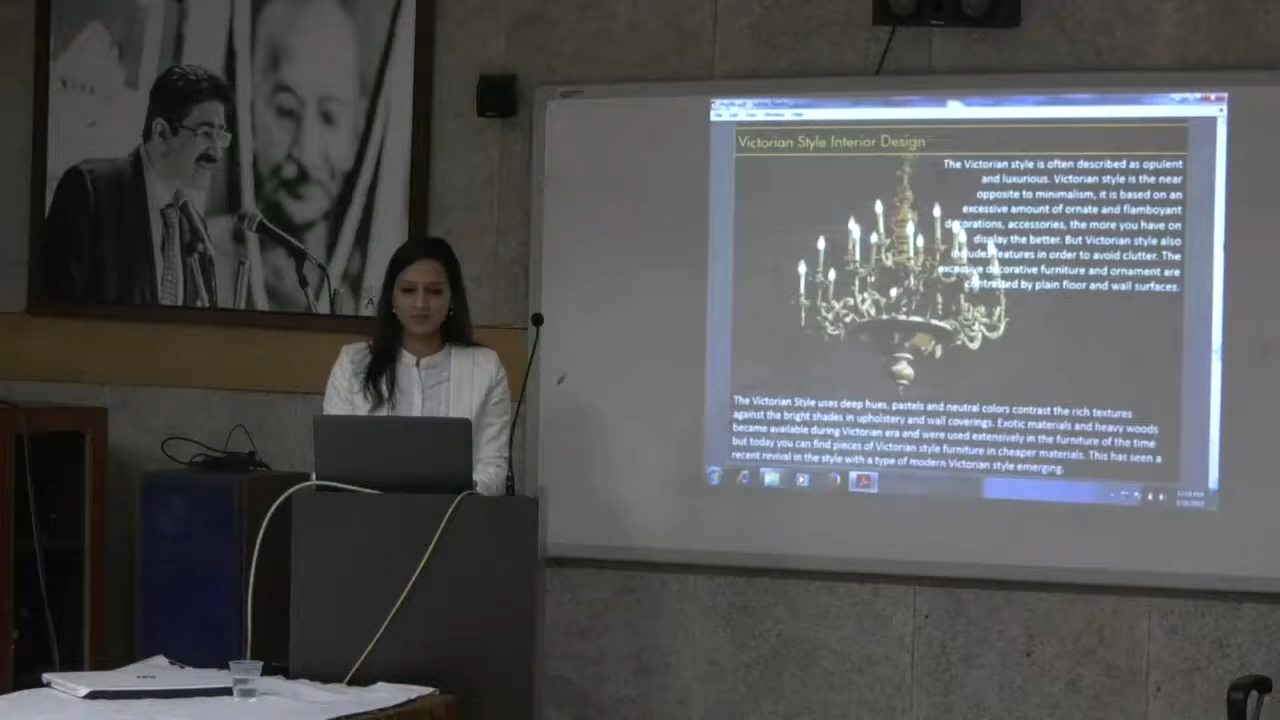 File Edit View Window Help
Victorian Style Interior Design
The Victorian style is often described as opulent
and luxurious. Victorian style is the near
opposite to minimalism, it is based on an
excessive amount of ornate and flamboyant
decorations, accessories, the more you have on
display the better. But Victorian style also
includes features in order to avoid clutter. The
excessive decorative furniture and ornament are
contrasted by plain floor and wall surfaces.
The Victorian Style uses deep hues, pastels and neutral colors contrast the rich textures
against the bright shades in upholstery and wall coverings. Exotic materials and heavy woods
became available during Victorian era and were used extensively in the furniture of the time
but today you can find pieces of Victorian style furniture in cheaper materials. This has seen a
recent revival in the style with a type of modern Victorian style emerging.